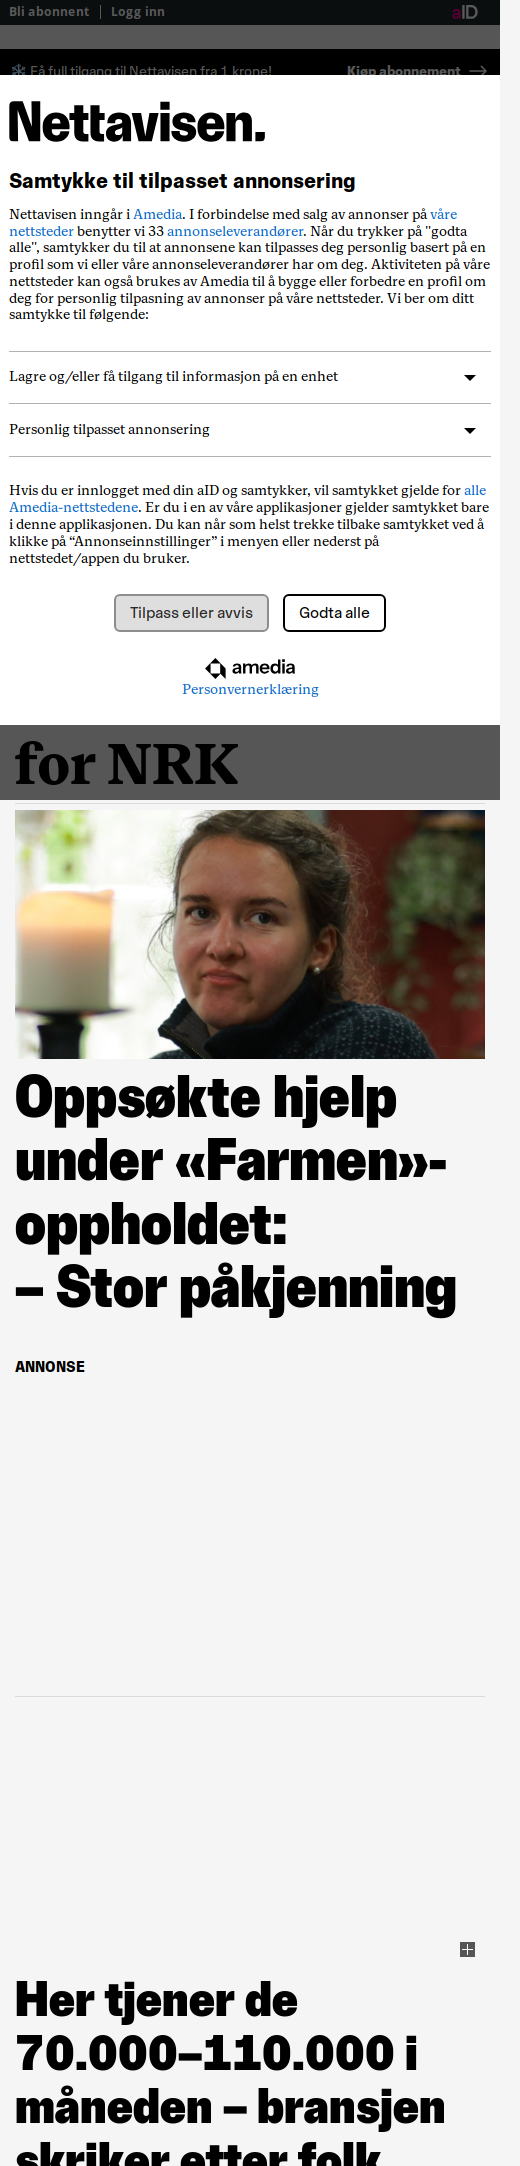 Bli abonnent | Logg inn
aID
Få full tilgang til Nettavisen fra 1 krone!
Kjøp abonnement →
Nettavisen.
Samtykke til tilpasset annonsering
Nettavisen inngår i Amedia. I forbindelse med salg av annonser på våre
nettsteder benytter vi 33 annonseleverandører. Når du trykker på "godta
alle", samtykker du til at annonsene kan tilpasses deg personlig basert på en
profil som vi eller våre annonseleverandører har om deg. Aktiviteten på våre
nettsteder kan også brukes av Amedia til å bygge eller forbedre en profil om
deg for personlig tilpasning av annonser på våre nettsteder. Vi ber om ditt
samtykke til følgende:
Lagre og/eller få tilgang til informasjon på en enhet
Personlig tilpasset annonsering
Hvis du er innlogget med din aID og samtykker, vil samtykket gjelde for alle
Amedia-nettstedene. Er du i en av våre applikasjoner gjelder samtykket bare
i denne applikasjonen. Du kan når som helst trekke tilbake samtykket ved å
klikke på “Annonseinnstillinger” i menyen eller nederst på
nettstedet/appen du bruker.
Tilpass eller avvis
Godta alle
amedia
Personvernerklæring
for NRK
Oppsøkte hjelp
under «Farmen»-
oppholdet:
– Stor påkjenning
ANNONSE
Her tjener de
70.000–110.000 i
måneden – bransjen
skriker etter folk